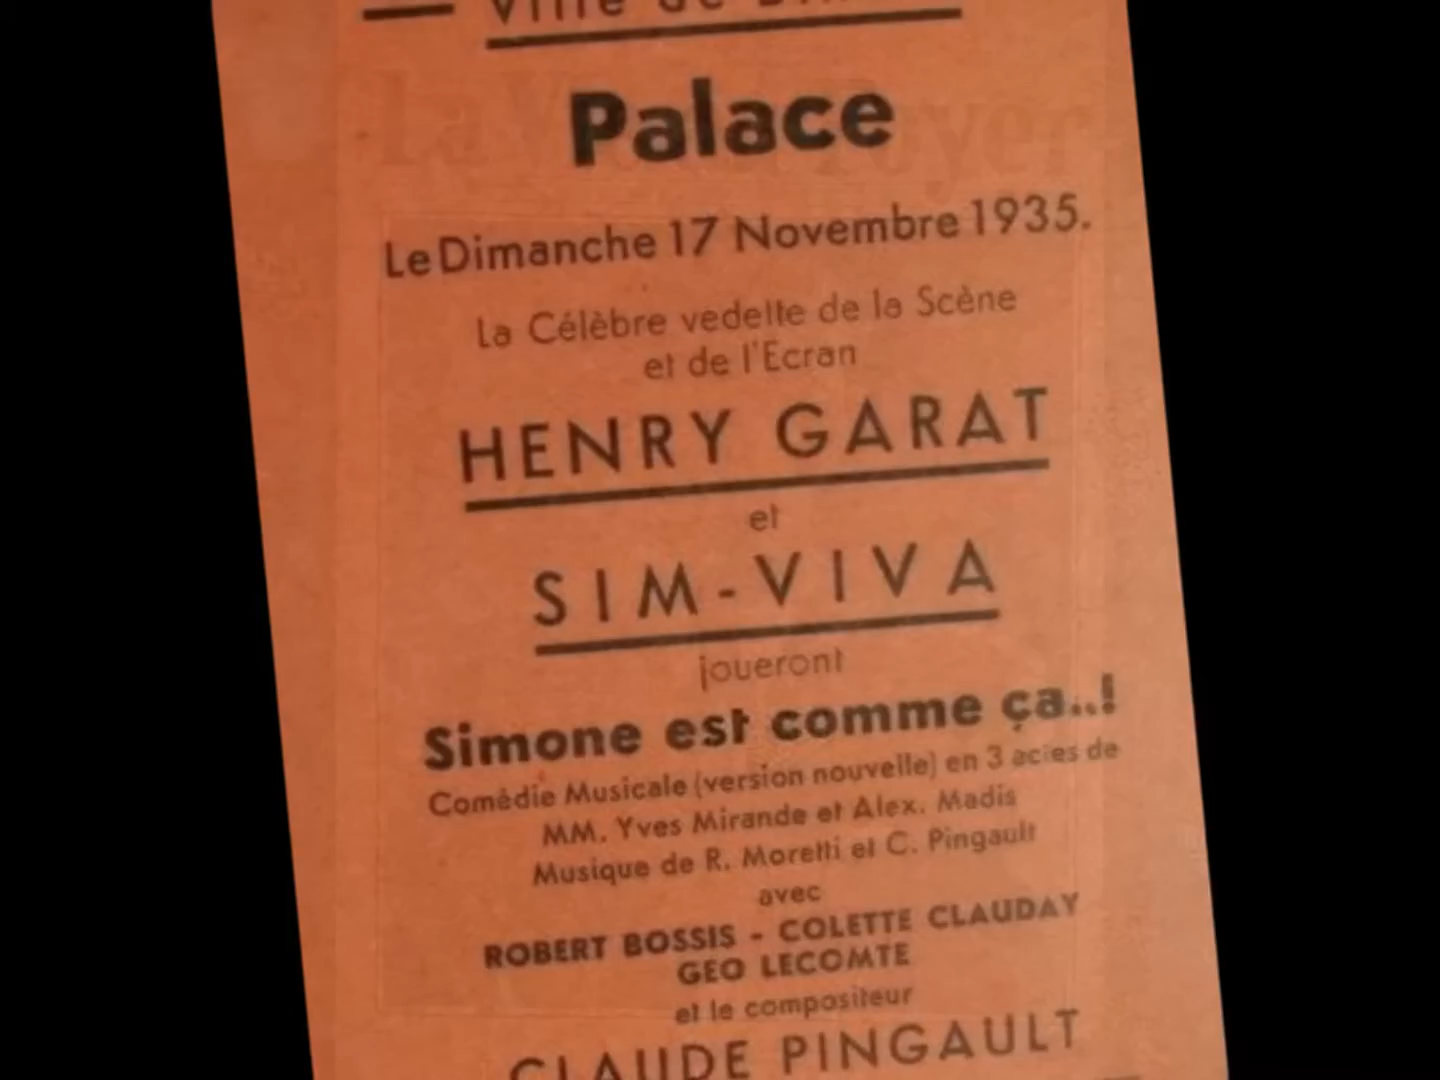 Ville de
Palace
Le Dimanche 17 Novembre 1935.
La Célèbre vedette de la Scène
et de l'Ecran
HENRY GARAT
et
SIM-VIVA
joueront
Simone est comme ça..!
Comédie Musicale (version nouvelle) en 3 actes de
MM. Yves Mirande et Alex. Madis
Musique de R. Moretti et C. Pingault
avec
ROBERT BOSSIS - COLETTE CLAUDAY
GEO LECOMTE
et le compositeur
CLAUDE PINGAULT